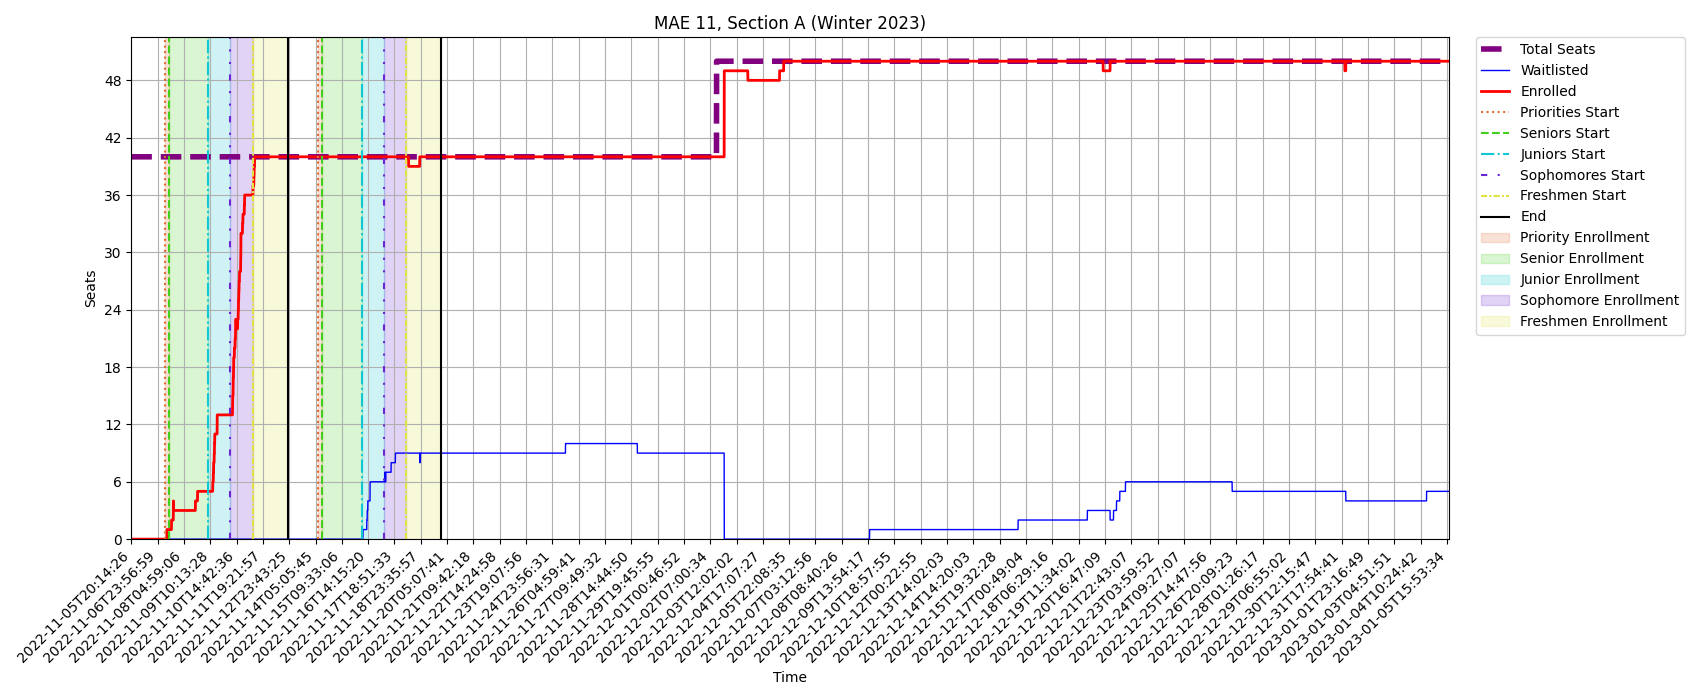 MAE 11, Section A (Winter 2023)
Total Seats
Waitlisted
Enrolled
Priorities Start
Seniors Start
Juniors Start
Sophomores Start
Freshmen Start
End
Priority Enrollment
Senior Enrollment
Junior Enrollment
Sophomore Enrollment
Freshmen Enrollment
Seats
48
42
36
30
24
18
12
6
0
2022-11-05T20:14:26
2022-11-06T23:56:59
2022-11-08T04:59:06
2022-11-09T10:13:28
2022-11-10T14:42:36
2022-11-11T19:21:57
2022-11-12T23:43:25
2022-11-14T05:05:45
2022-11-15T09:33:06
2022-11-16T14:15:20
2022-11-17T18:51:33
2022-11-18T23:35:57
2022-11-20T05:07:41
2022-11-21T09:42:18
2022-11-22T14:24:58
2022-11-23T19:07:56
2022-11-24T23:56:31
2022-11-26T04:59:41
2022-11-27T09:49:32
2022-11-28T14:44:50
2022-11-29T19:45:55
2022-12-01T00:46:52
2022-12-02T07:00:34
2022-12-03T12:02:02
2022-12-04T17:07:27
2022-12-05T22:08:35
2022-12-07T03:12:56
2022-12-08T08:40:26
2022-12-09T13:54:17
2022-12-10T18:57:55
2022-12-12T00:22:55
2022-12-13T14:02:03
2022-12-14T14:20:03
2022-12-15T19:32:28
2022-12-17T00:49:04
2022-12-18T06:29:16
2022-12-19T11:34:02
2022-12-20T16:47:09
2022-12-21T22:43:07
2022-12-23T03:59:52
2022-12-24T09:27:07
2022-12-25T14:47:56
2022-12-26T20:09:23
2022-12-28T01:26:17
2022-12-29T06:55:02
2022-12-30T12:15:47
2022-12-31T17:54:41
2023-01-01T23:16:49
2023-01-03T04:51:51
2023-01-04T10:24:42
2023-01-05T15:53:34
Time